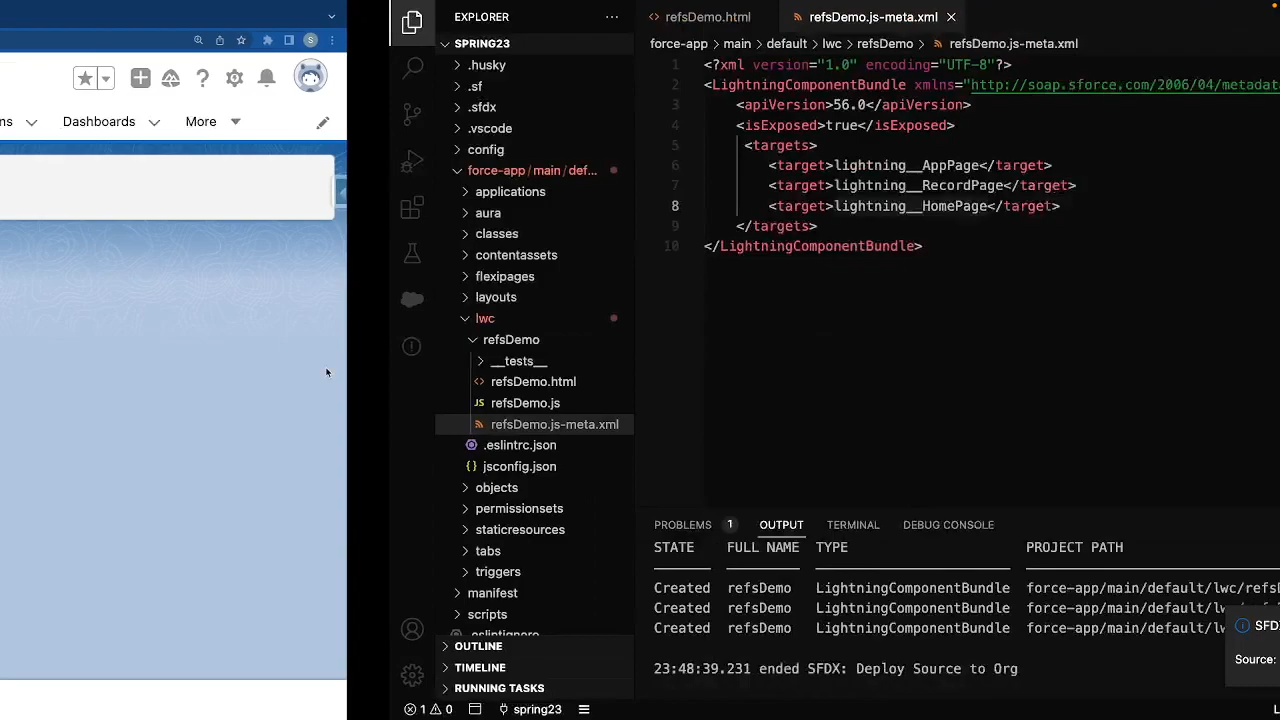 ns
Dashboards
More
EXPLORER
SPRING23
.husky
.sf
.sfdx
.vscode
config
force-app / main / def...
applications
aura
classes
contentassets
flexipages
layouts
lwc
refsDemo
__tests__
refsDemo.html
JS refsDemo.js
refsDemo.js-meta.xml
.eslintrc.json
{} jsconfig.json
objects
permissionsets
staticresources
tabs
triggers
manifest
scripts
.eslintignore
OUTLINE
TIMELINE
RUNNING TASKS
1 0 spring23
refsDemo.html
refsDemo.js-meta.xml
force-app > main > default > lwc > refsDemo > refsDemo.js-meta.xml
1 <?xml version="1.0" encoding="UTF-8"?>
2 <LightningComponentBundle xmlns="http://soap.sforce.com/2006/04/metadata
3 <apiVersion>56.0</apiVersion>
4 <isExposed>true</isExposed>
5 <targets>
6 <target>lightning__AppPage</target>
7 <target>lightning__RecordPage</target>
8 <target>lightning__HomePage</target>
9 </targets>
10 </LightningComponentBundle>
PROBLEMS 1 OUTPUT TERMINAL DEBUG CONSOLE
STATE FULL NAME TYPE PROJECT PATH
Created refsDemo LightningComponentBundle force-app/main/default/lwc/refsD
Created refsDemo LightningComponentBundle force-app/main/default/lw
Created refsDemo LightningComponentBundle force-app/main/default/lw
23:48:39.231 ended SFDX: Deploy Source to Org
SFDX
Source: